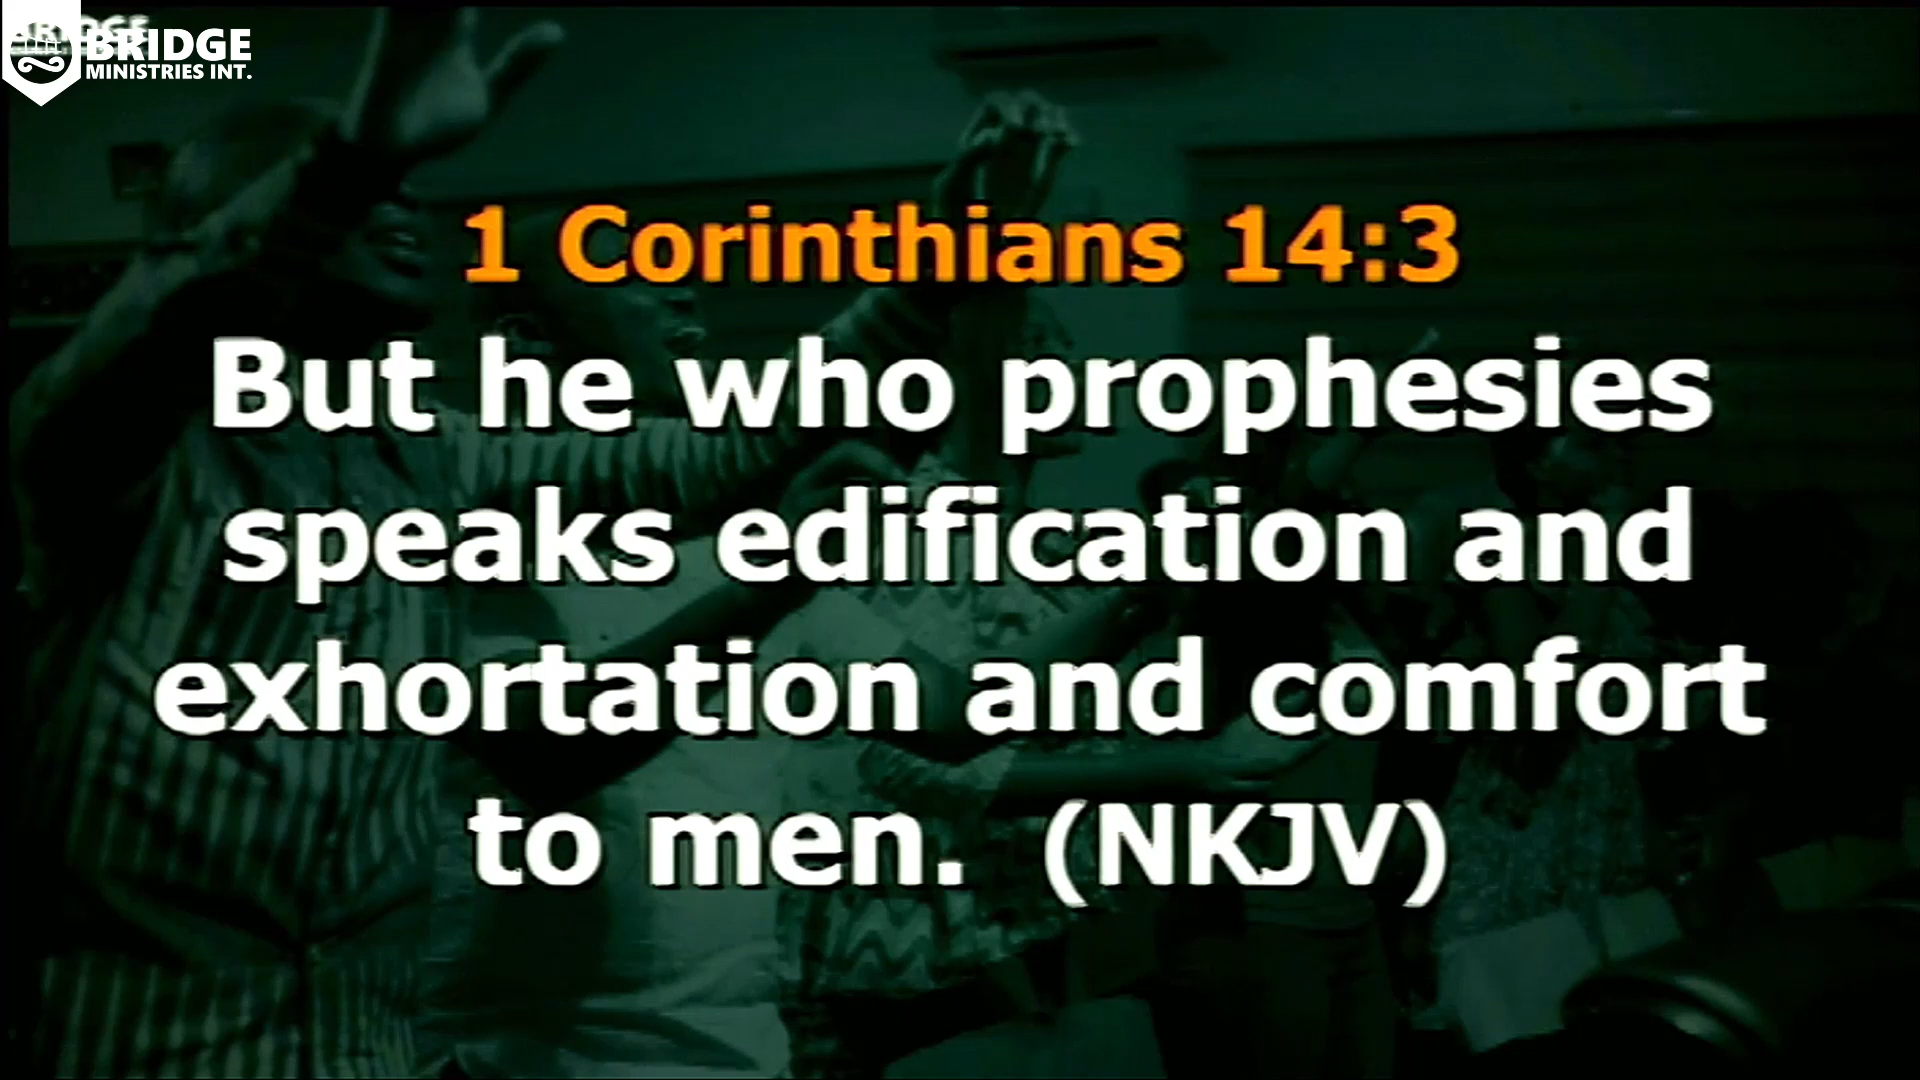 BRIDGE
BRIDGE
MINISTRIES INT.
1 Corinthians 14:3
But he who prophesies
speaks edification and
exhortation and comfort
to men.  (NKJV)